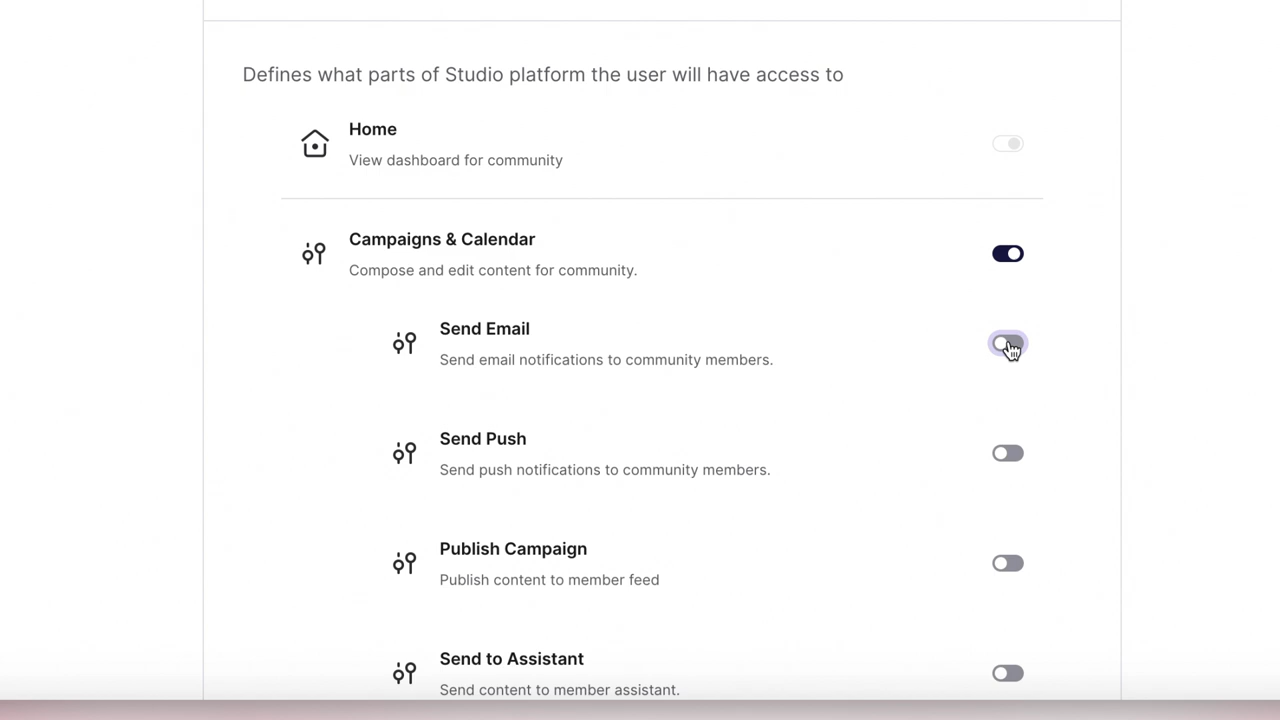 Defines what parts of Studio platform the user will have access to
Home
View dashboard for community
Campaigns & Calendar
Compose and edit content for community.
Send Email
Send email notifications to community members.
Send Push
Send push notifications to community members.
Publish Campaign
Publish content to member feed
Send to Assistant
Send content to member assistant.